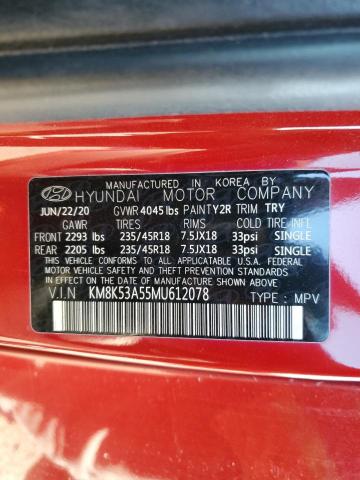 MANUFACTURED IN KOREA BY
HYUNDAI MOTOR COMPANY
JUN/22/20 GVWR 4045 lbs PAINT Y2R TRIM TRY
GAWR TIRES RIMS COLD TIRE
FRONT 2293 lbs 235/45R18 7.5JX18 33psi SINGLE
REAR 2205 lbs 235/45R18 7.5JX18 33psi SINGLE
THIS VEHICLE CONFORMS TO ALL APPLICABLE
U.S.A. FEDERAL MOTOR VEHICLE SAFETY, BUMPER,
AND THEFT PREVENTION STANDARDS IN EFFECT ON
THE DATE OF MANUFACTURE SHOWN ABOVE.
V.I.N KM8K53A55MU612078 TYPE : MPV